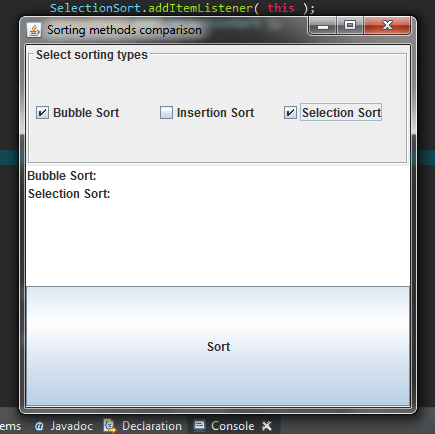 SelectionSort.addItemListener( this );
Sorting methods comparison
Select sorting types
Bubble Sort Insertion Sort Selection Sort
Bubble Sort:
Selection Sort:
Sort
ems @ Javadoc Declaration Console